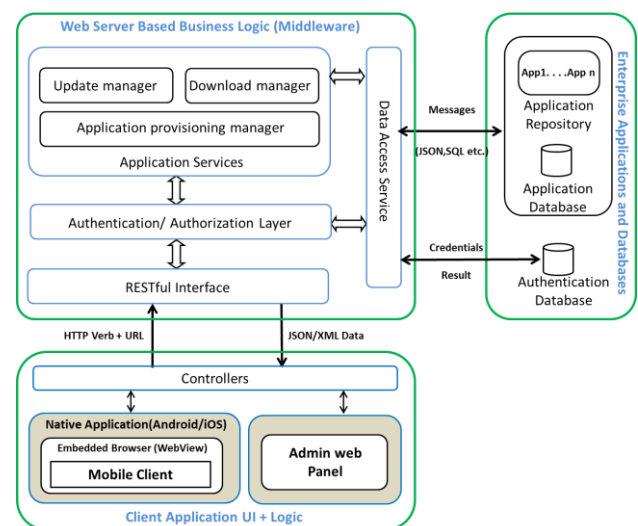 Web Server Based Business Logic (Middleware)
Update manager
Download manager
Application provisioning manager
Application Services
Authentication/ Authorization Layer
RESTful Interface
Data Access Service
Messages
(JSON,SQL etc.)
Credentials
Result
App1. . . .App n
Application
Repository
Application
Database
Authentication
Database
Enterprise Applications and Databases
HTTP Verb + URL
JSON/XML Data
Controllers
Native Application(Android/iOS)
Embedded Browser (WebView)
Mobile Client
Admin web
Panel
Client Application UI + Logic